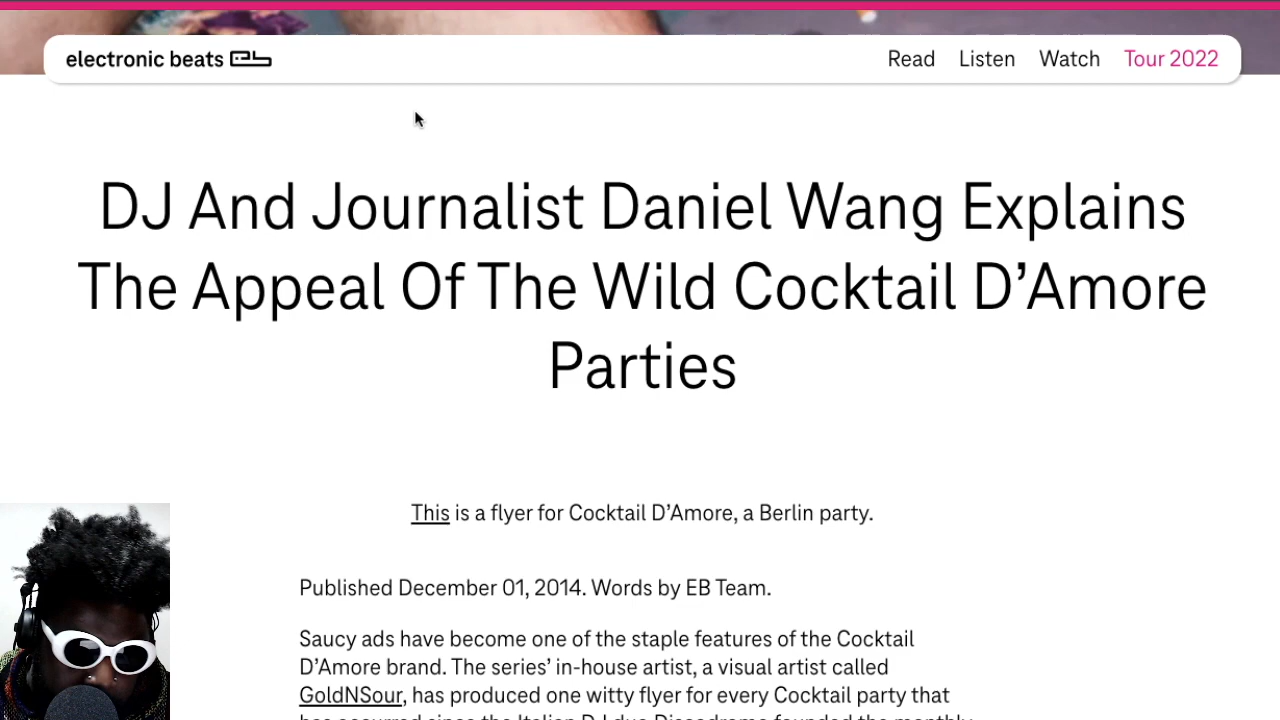 electronic beats
Read Listen Watch Tour 2022
DJ And Journalist Daniel Wang Explains
The Appeal Of The Wild Cocktail D’Amore
Parties
This is a flyer for Cocktail D’Amore, a Berlin party.
Published December 01, 2014. Words by EB Team.
Saucy ads have become one of the staple features of the Cocktail
D’Amore brand. The series’ in-house artist, a visual artist called
GoldNSour, has produced one witty flyer for every Cocktail party that